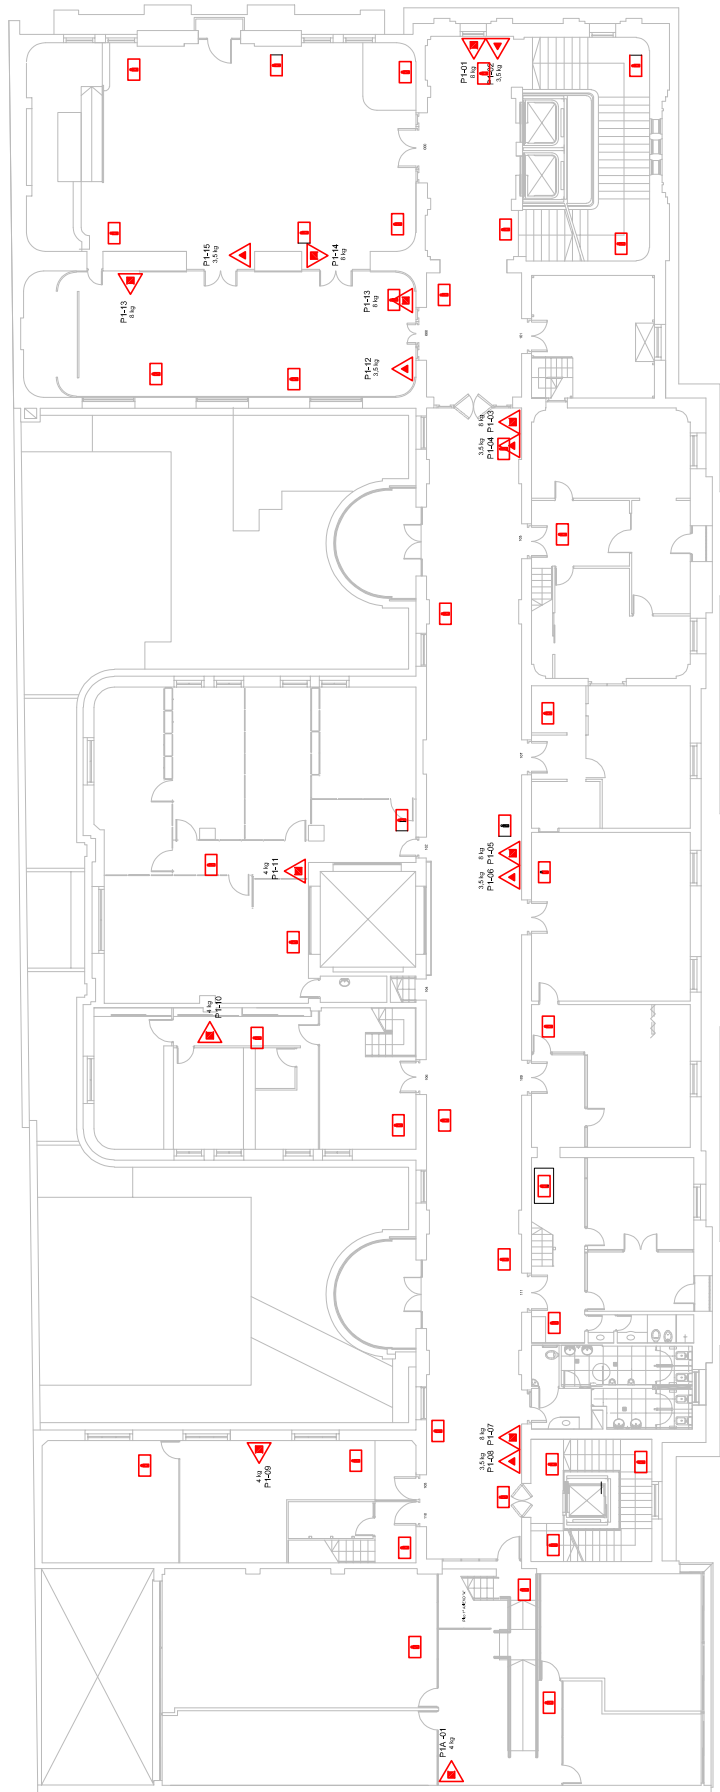 P1-01
8 kg
P1-02
3,5 kg
P1-15
3,5 kg
P1-14
8 kg
P1-13
8 kg
P1-13
8 kg
P1-12
3,5 kg
8 kg
P1-03
3,5 kg
P1-04
8 kg
P1-05
3,5 kg
P1-06
4 kg
P1-11
4 kg
P1-10
8 kg
P1-07
3,5 kg
P1-08
4 kg
P1-09
P1A -01
4 kg